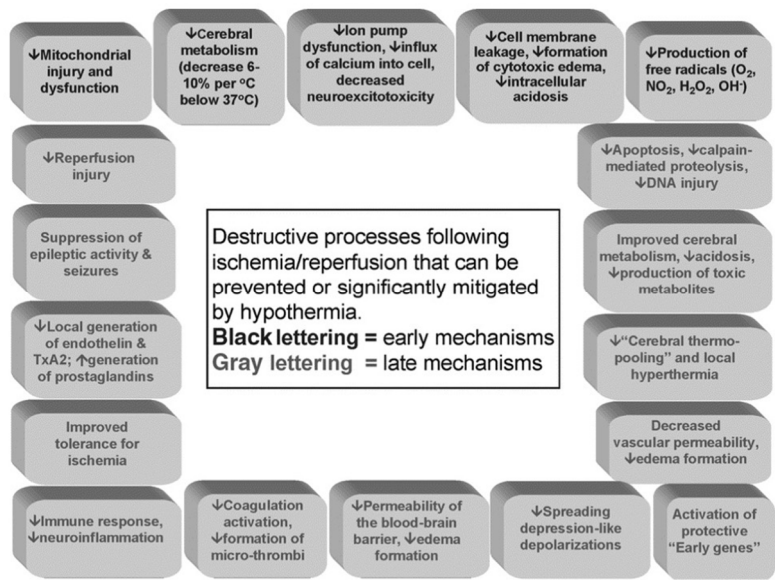 ↓Mitochondrial
injury and
dysfunction
↓Cerebral
metabolism
(decrease 6-
10% per ºC
below 37ºC)
↓Ion pump
dysfunction, ↓influx
of calcium into cell,
decreased
neuroexcitotoxicity
↓Cell membrane
leakage, ↓formation
of cytotoxic edema,
↓intracellular
acidosis
↓Production of
free radicals (O₂,
NO₂, H₂O₂, OH⁻)
↓Reperfusion
injury
↓Apoptosis, ↓calpain-
mediated proteolysis,
↓DNA injury
Suppression of
epileptic activity &
seizures
Destructive processes following
ischemia/reperfusion that can be
prevented or significantly mitigated
by hypothermia.
Black lettering = early mechanisms
Gray lettering = late mechanisms
Improved cerebral
metabolism, ↓acidosis,
↓production of toxic
metabolites
↓Local generation
of endothelin &
TxA2; ↑generation
of prostaglandins
↓“Cerebral thermo-
pooling” and local
hyperthermia
Improved
tolerance for
ischemia
Decreased
vascular permeability,
↓edema formation
↓Immune response,
↓neuroinflammation
↓Coagulation
activation,
↓formation of
micro-thrombi
↓Permeability of
the blood-brain
barrier, ↓edema
formation
↓Spreading
depression-like
depolarizations
Activation of
protective
“Early genes”